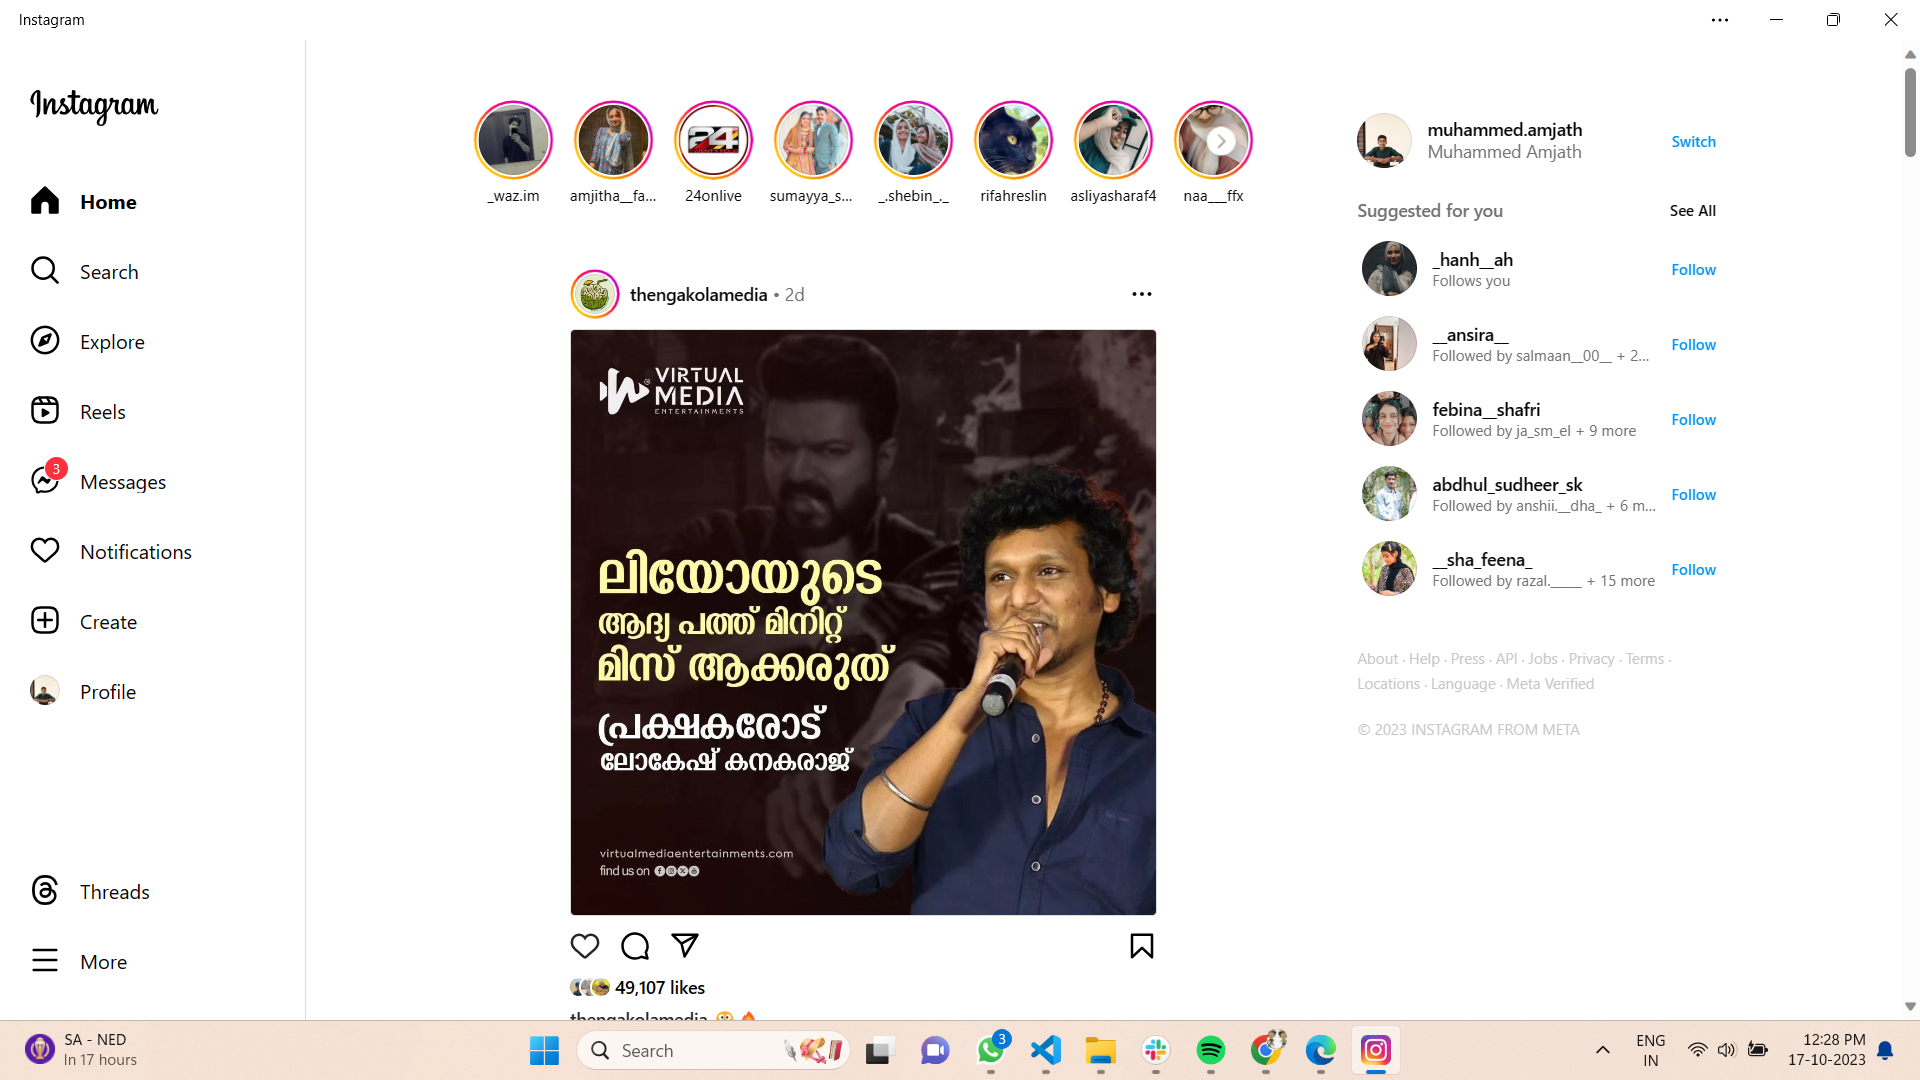 Instagram
Instagram
Home
Search
Explore
Reels
3
Messages
Notifications
Create
Profile
Threads
More
_waz.im
amjitha__fa...
24
24onlive
sumayya_s...
_.shebin_._
rifahreslin
asliyasharaf4
naa___ffx
thengakolamedia • 2d
VIRTUAL
MEDIA
ENTERTAINMENTS
ലിയോയുടെ
ആദ്യ പത്ത് മിനിറ്റ്
മിസ് ആക്കരുത്
പ്രക്ഷകരോട്
ലോകേഷ് കനകരാജ്
virtualmediaentertainments.com
find us on
49,107 likes
thengakolamedia
muhammed.amjath
Muhammed Amjath
Switch
Suggested for you
See All
_hanh__ah
Follows you
Follow
__ansira__
Followed by salmaan__00__ + 2...
Follow
febina__shafri
Followed by ja_sm_el + 9 more
Follow
abdhul_sudheer_sk
Followed by anshii.__dha_ + 6 m...
Follow
__sha_feena_
Followed by razal._____ + 15 more
Follow
About · Help · Press · API · Jobs · Privacy · Terms ·
Locations · Language · Meta Verified
© 2023 INSTAGRAM FROM META
SA - NED
In 17 hours
Search
3
ENG
IN
12:28 PM
17-10-2023